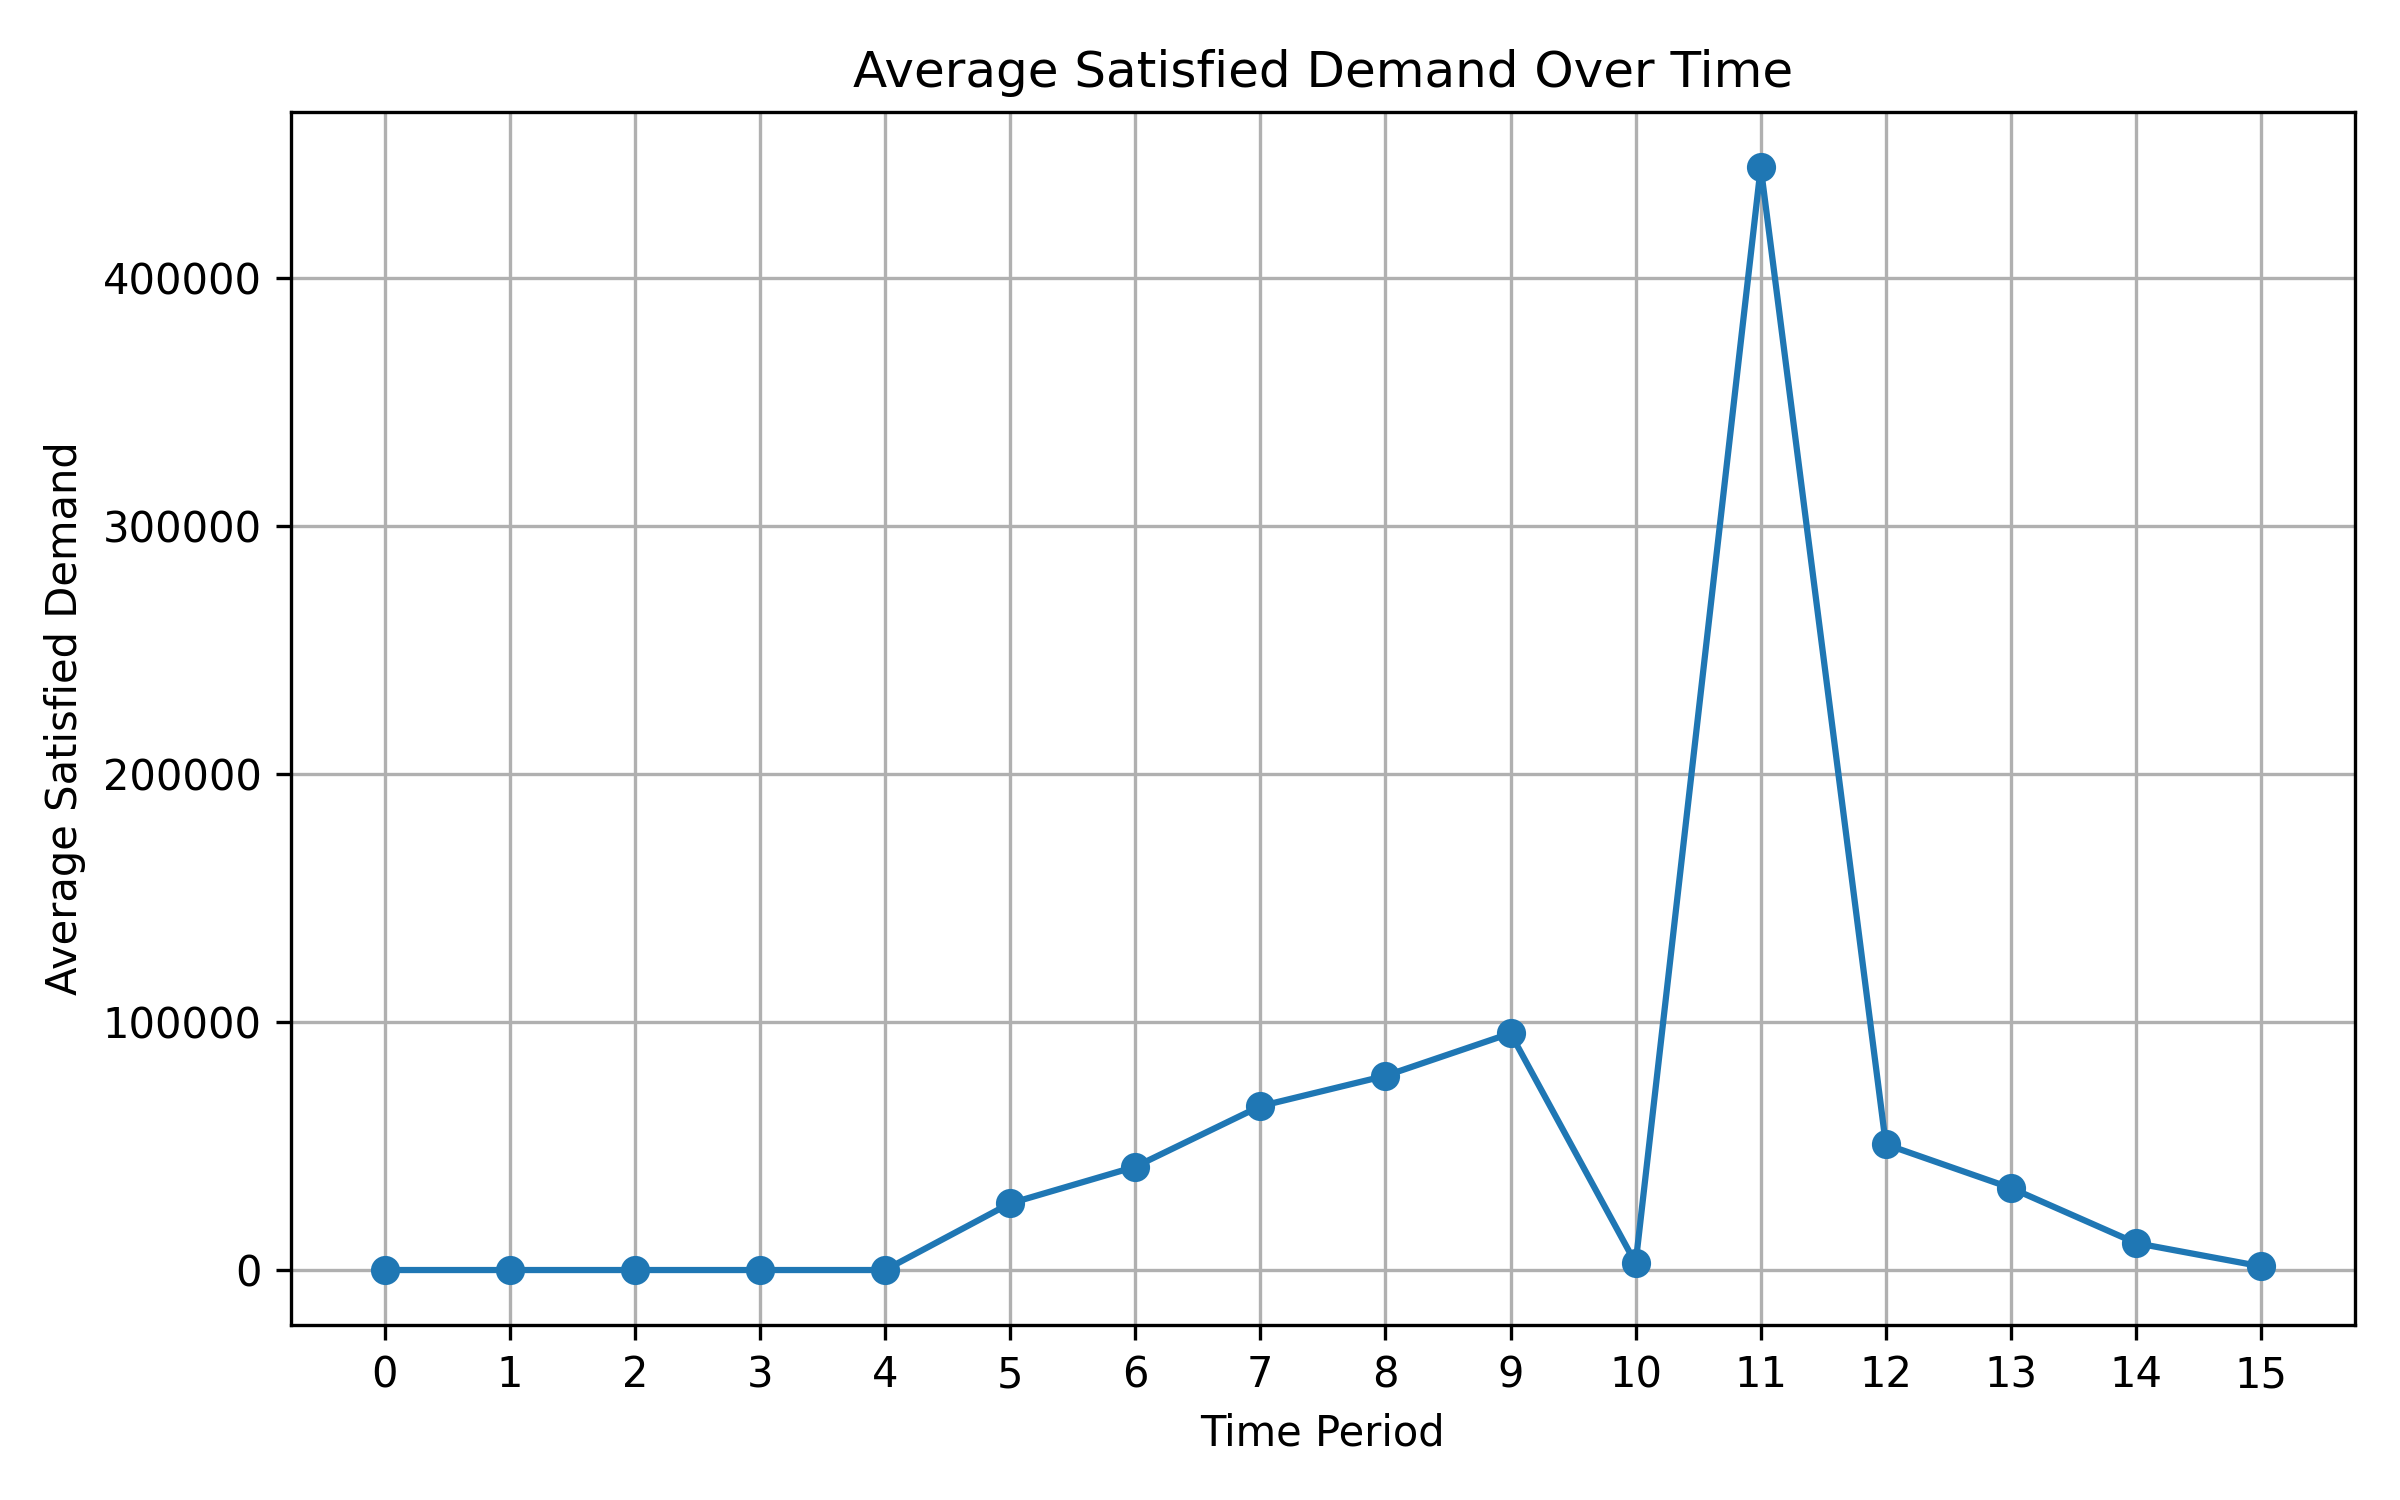 Average Satisfied Demand Over Time
Average Satisfied Demand
400000
300000
200000
100000
0
0 1 2 3 4 5 6 7 8 9 10 11 12 13 14 15
Time Period